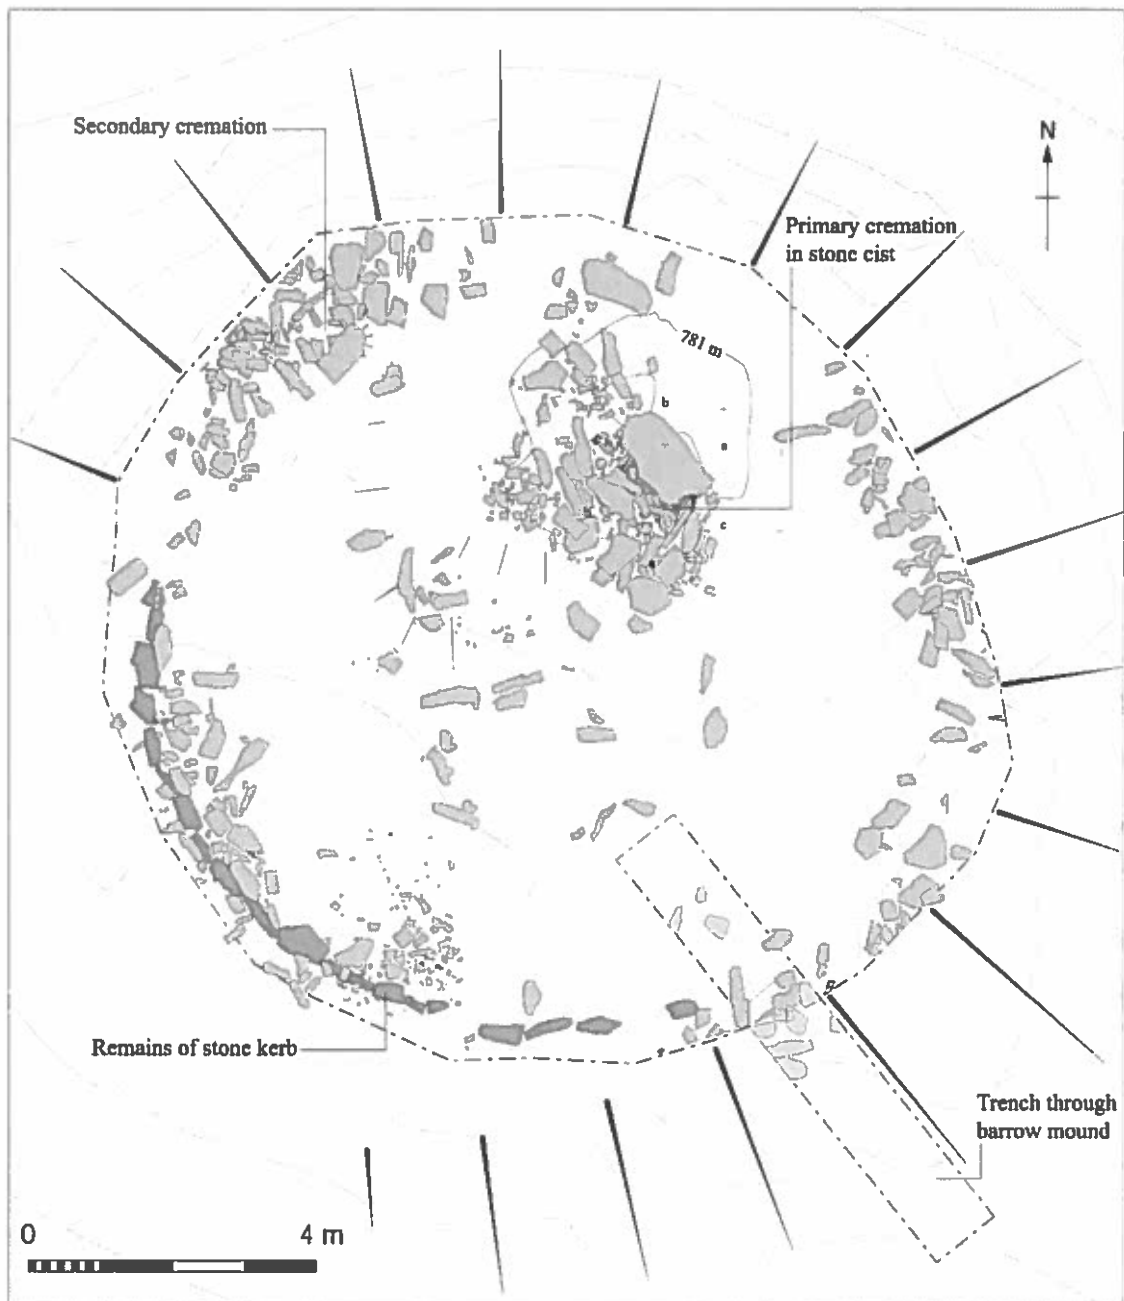 Secondary cremation
N
Primary cremation
in stone cist
781 m
b
a
c
Remains of stone kerb
Trench through
barrow mound
0 4 m